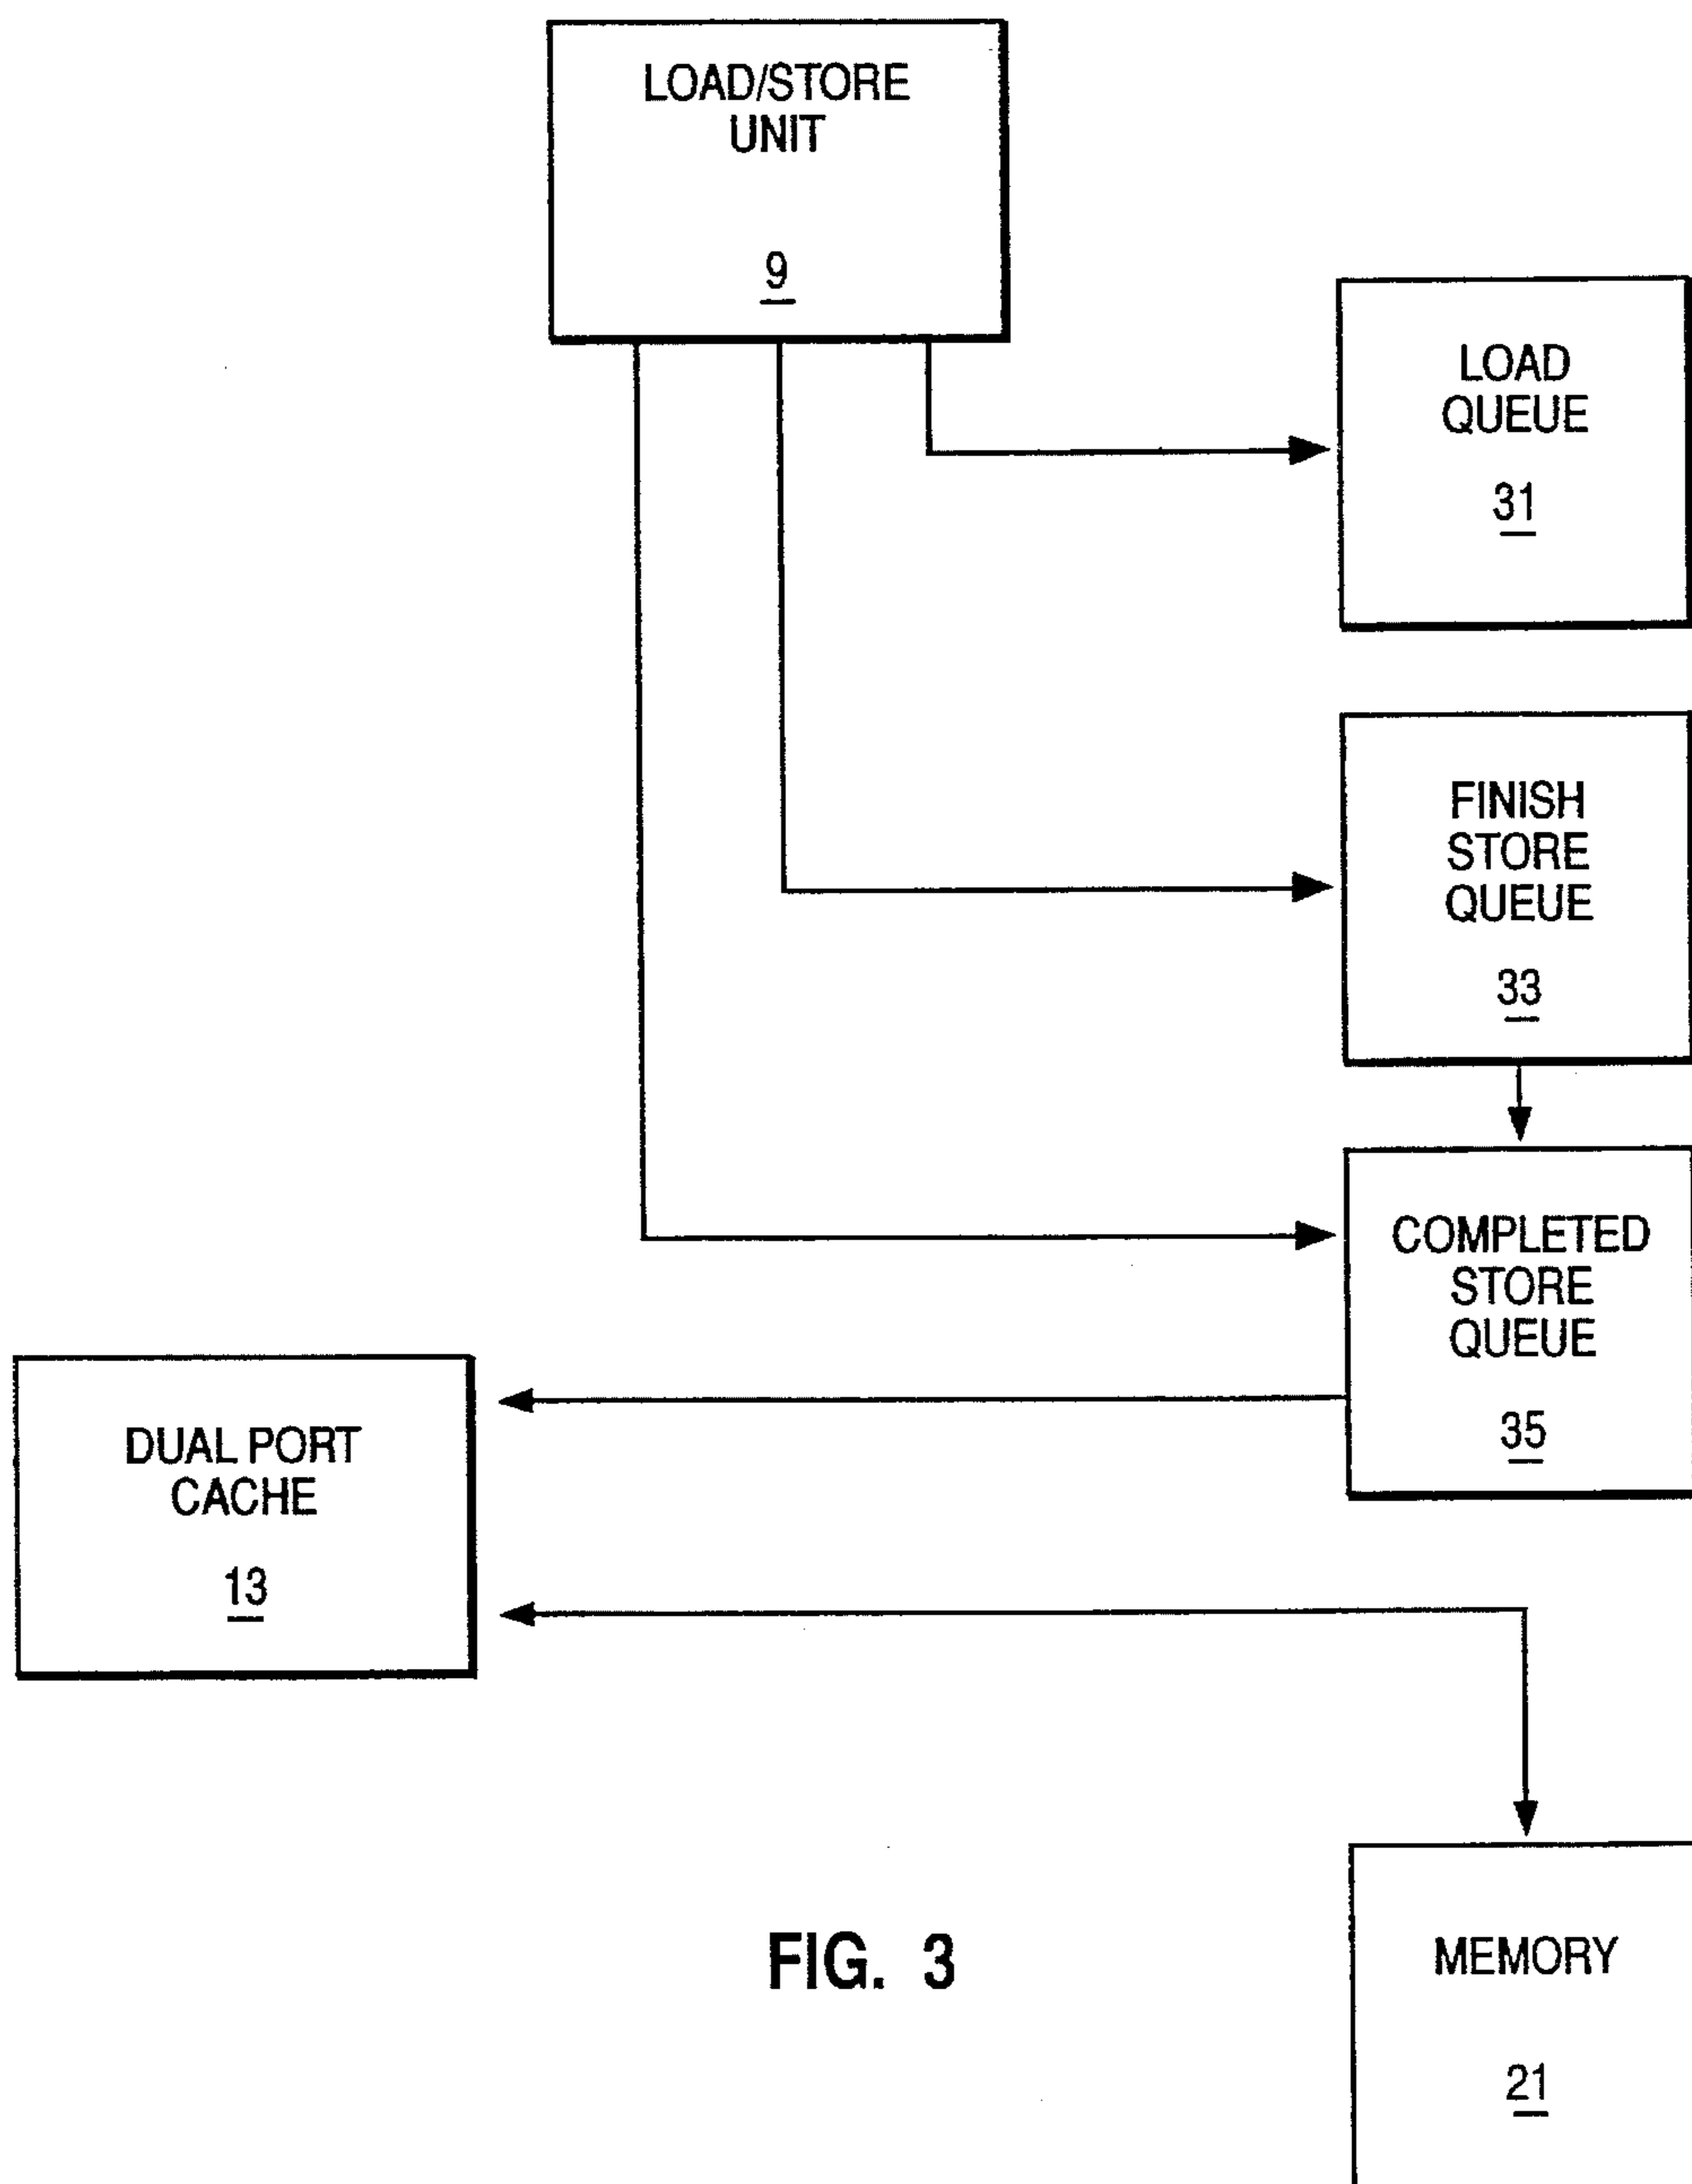 LOAD/STORE
UNIT
9
LOAD
QUEUE
31
FINISH
STORE
QUEUE
33
COMPLETED
STORE
QUEUE
35
DUAL PORT
CACHE
13
MEMORY
21
FIG. 3